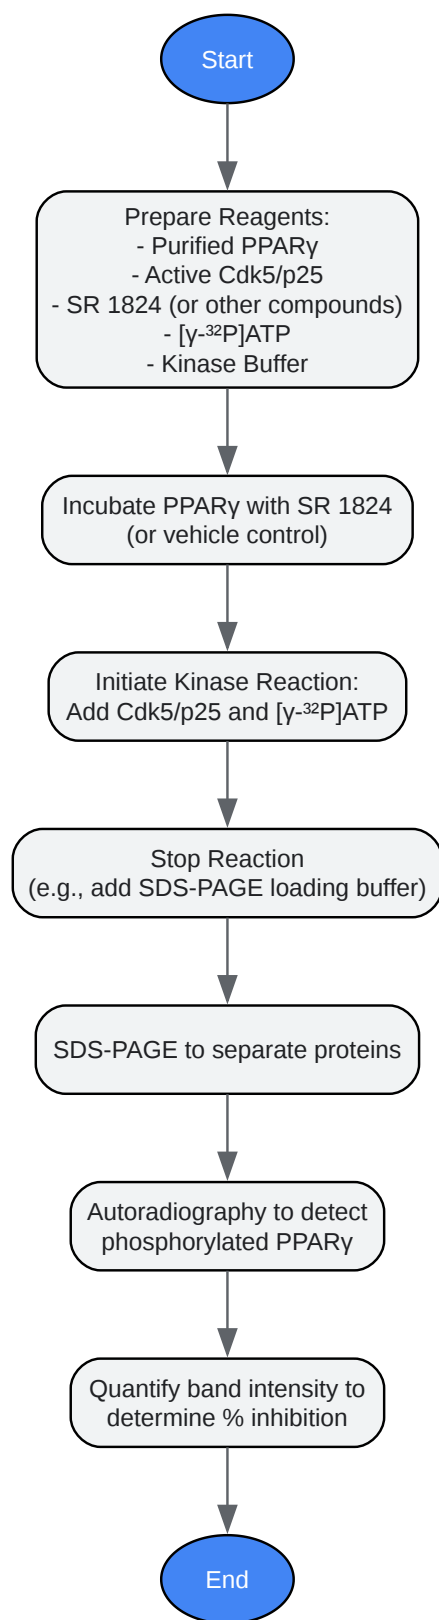 Start
Prepare Reagents:
- Purified PPARγ
- Active Cdk5/p25
- SR 1824 (or other compounds)
- [γ-³²P]ATP
- Kinase Buffer
Incubate PPARγ with SR 1824
(or vehicle control)
Initiate Kinase Reaction:
Add Cdk5/p25 and [γ-³²P]ATP
Stop Reaction
(e.g., add SDS-PAGE loading buffer)
SDS-PAGE to separate proteins
Autoradiography to detect
phosphorylated PPARγ
Quantify band intensity to
determine % inhibition
End